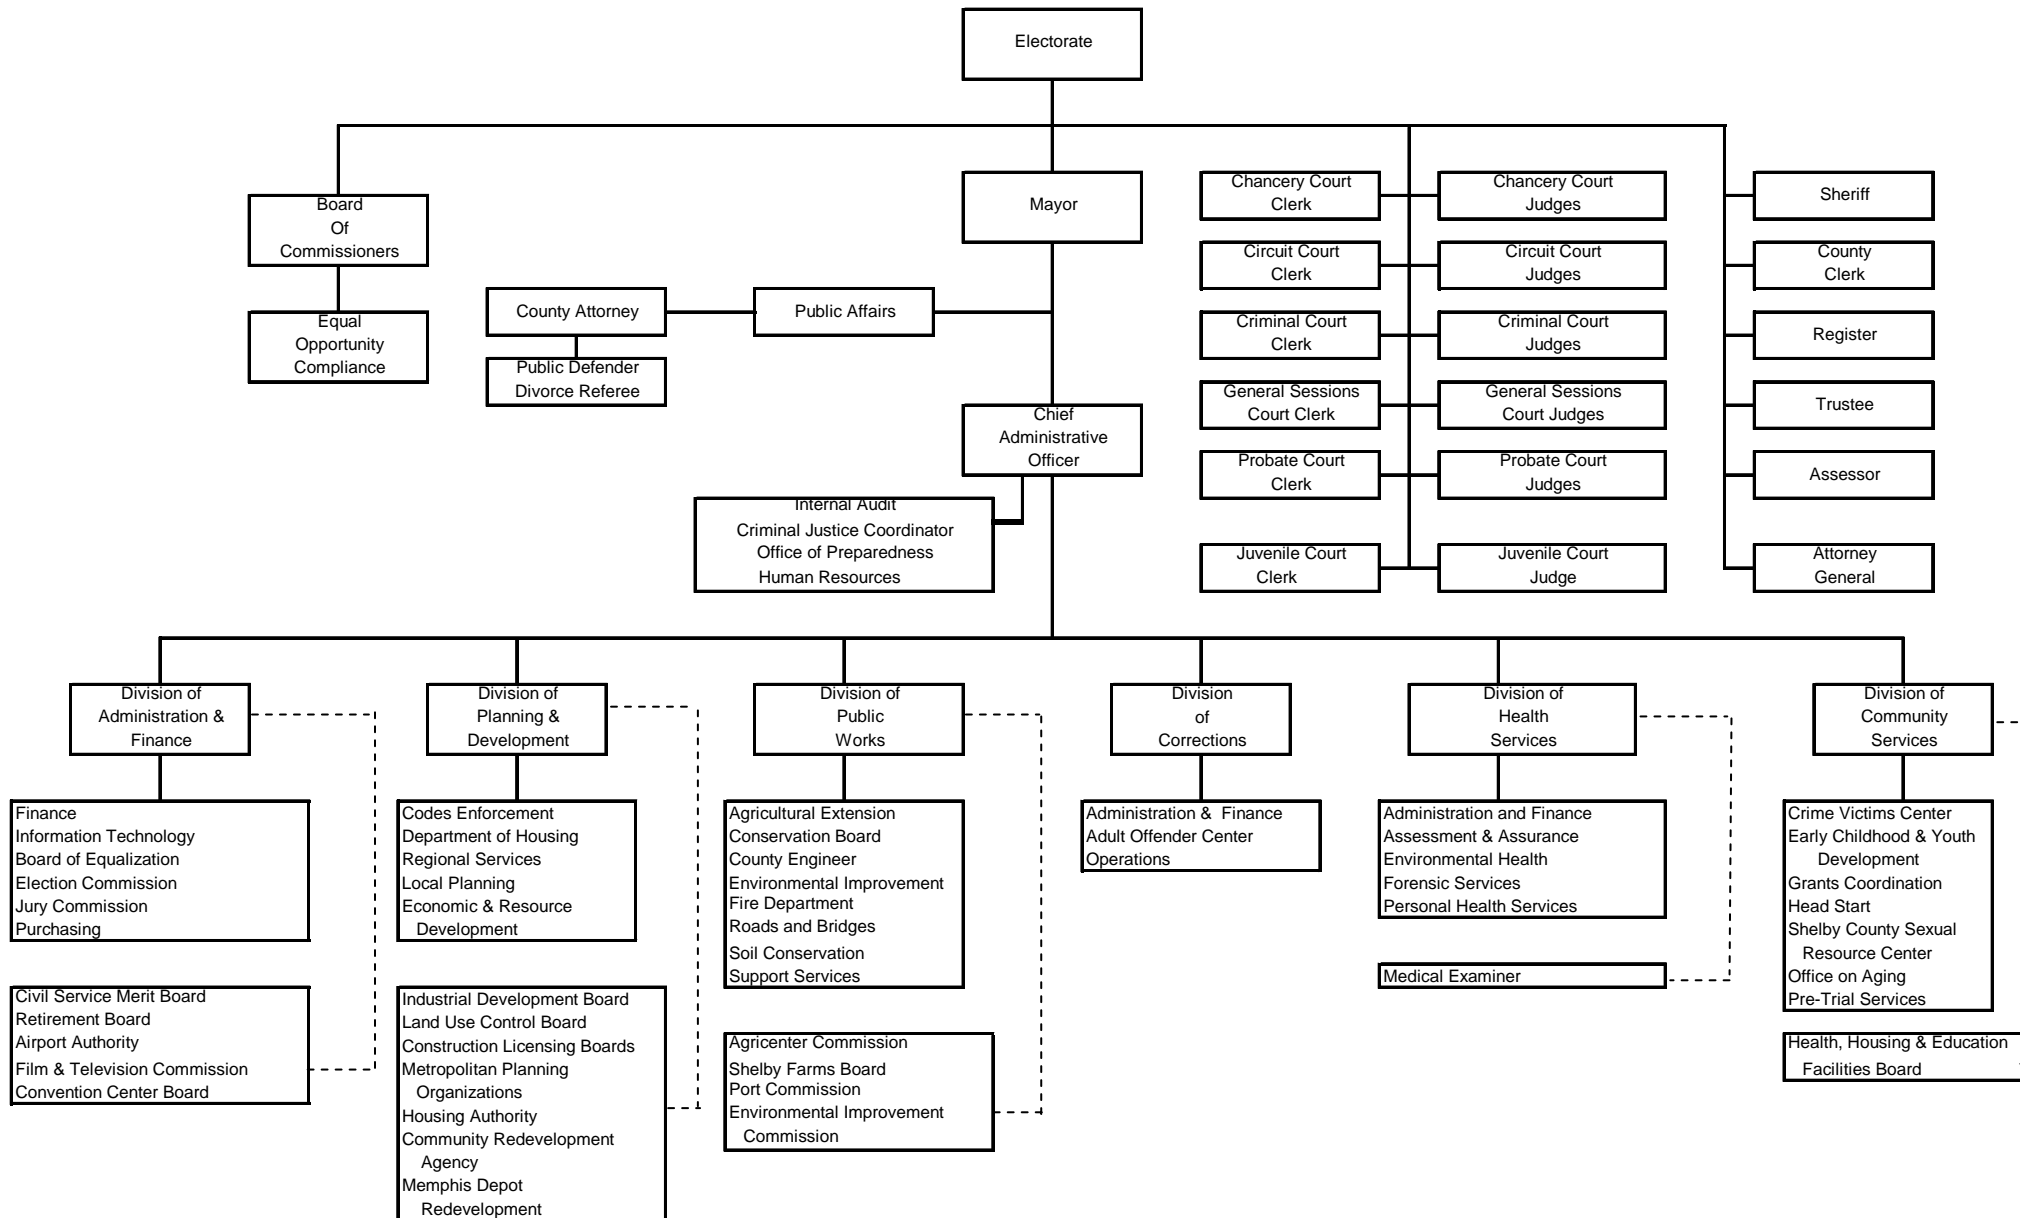 Electorate
Board
Of
Commissioners
Mayor
Chancery Court
Clerk
Chancery Court
Judges
Sheriff
Circuit Court
Clerk
Circuit Court
Judges
County
Clerk
Equal
Opportunity
Compliance
County Attorney
Public Affairs
Criminal Court
Clerk
Criminal Court
Judges
Register
Public Defender
Divorce Referee
General Sessions
Court Clerk
General Sessions
Court Judges
Trustee
Chief
Administrative
Officer
Probate Court
Clerk
Probate Court
Judges
Assessor
Internal Audit
Criminal Justice Coordinator
Office of Preparedness
Human Resources
Juvenile Court
Clerk
Juvenile Court
Judge
Attorney
General
Division of
Administration &
Finance
Division of
Planning &
Development
Division of
Public
Works
Division
of
Corrections
Division of
Health
Services
Division of
Community
Services
Finance
Information Technology
Board of Equalization
Election Commission
Jury Commission
Purchasing
Codes Enforcement
Department of Housing
Regional Services
Local Planning
Economic & Resource
Development
Agricultural Extension
Conservation Board
County Engineer
Environmental Improvement
Fire Department
Roads and Bridges
Soil Conservation
Support Services
Administration &  Finance
Adult Offender Center
Operations
Administration and Finance
Assessment & Assurance
Environmental Health
Forensic Services
Personal Health Services
Crime Victims Center
Early Childhood & Youth
Development
Grants Coordination
Head Start
Shelby County Sexual
Resource Center
Office on Aging
Pre-Trial Services
Civil Service Merit Board
Retirement Board
Airport Authority
Film & Television Commission
Convention Center Board
Industrial Development Board
Land Use Control Board
Construction Licensing Boards
Metropolitan Planning
Organizations
Housing Authority
Community Redevelopment
Agency
Memphis Depot
Redevelopment
Agricenter Commission
Shelby Farms Board
Port Commission
Environmental Improvement
Commission
Medical Examiner
Health, Housing & Education
Facilities Board